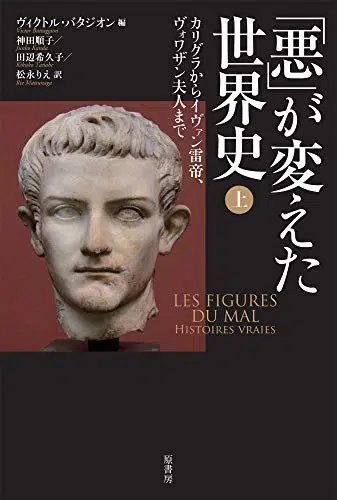 「悪」が変えた
世界史
上
カリグラからイヴァン雷帝、
ヴォワザン夫人まで
ヴィクトル・バタジオン 編
Victor Battaggion
神田順子/
Junko Kanda
田辺希久子/
Kikuko Tanabe
松永りえ 訳
Rie Matsunaga
LES FIGURES
DU MAL
HISTOIRES VRAIES
原書房